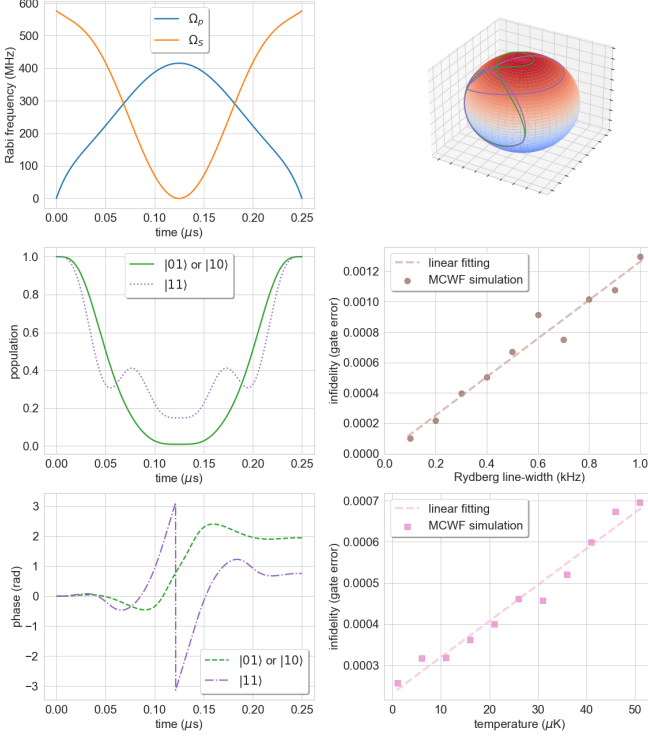 600
500
400
300
200
100
0
Rabi frequency (MHz)
Ω_p
Ω_S
0.00 0.05 0.10 0.15 0.20 0.25
time (μs)
1.0
0.8
0.6
0.4
0.2
0.0
population
|01⟩ or |10⟩
|11⟩
0.00 0.05 0.10 0.15 0.20 0.25
time (μs)
0.0012
0.0010
0.0008
0.0006
0.0004
0.0002
0.0000
infidelity (gate error)
linear fitting
MCWF simulation
0.0 0.2 0.4 0.6 0.8 1.0
Rydberg line-width (kHz)
3
2
1
0
−1
−2
−3
phase (rad)
|01⟩ or |10⟩
|11⟩
0.00 0.05 0.10 0.15 0.20 0.25
time (μs)
0.0007
0.0006
0.0005
0.0004
0.0003
infidelity (gate error)
linear fitting
MCWF simulation
0 10 20 30 40 50
temperature (μK)